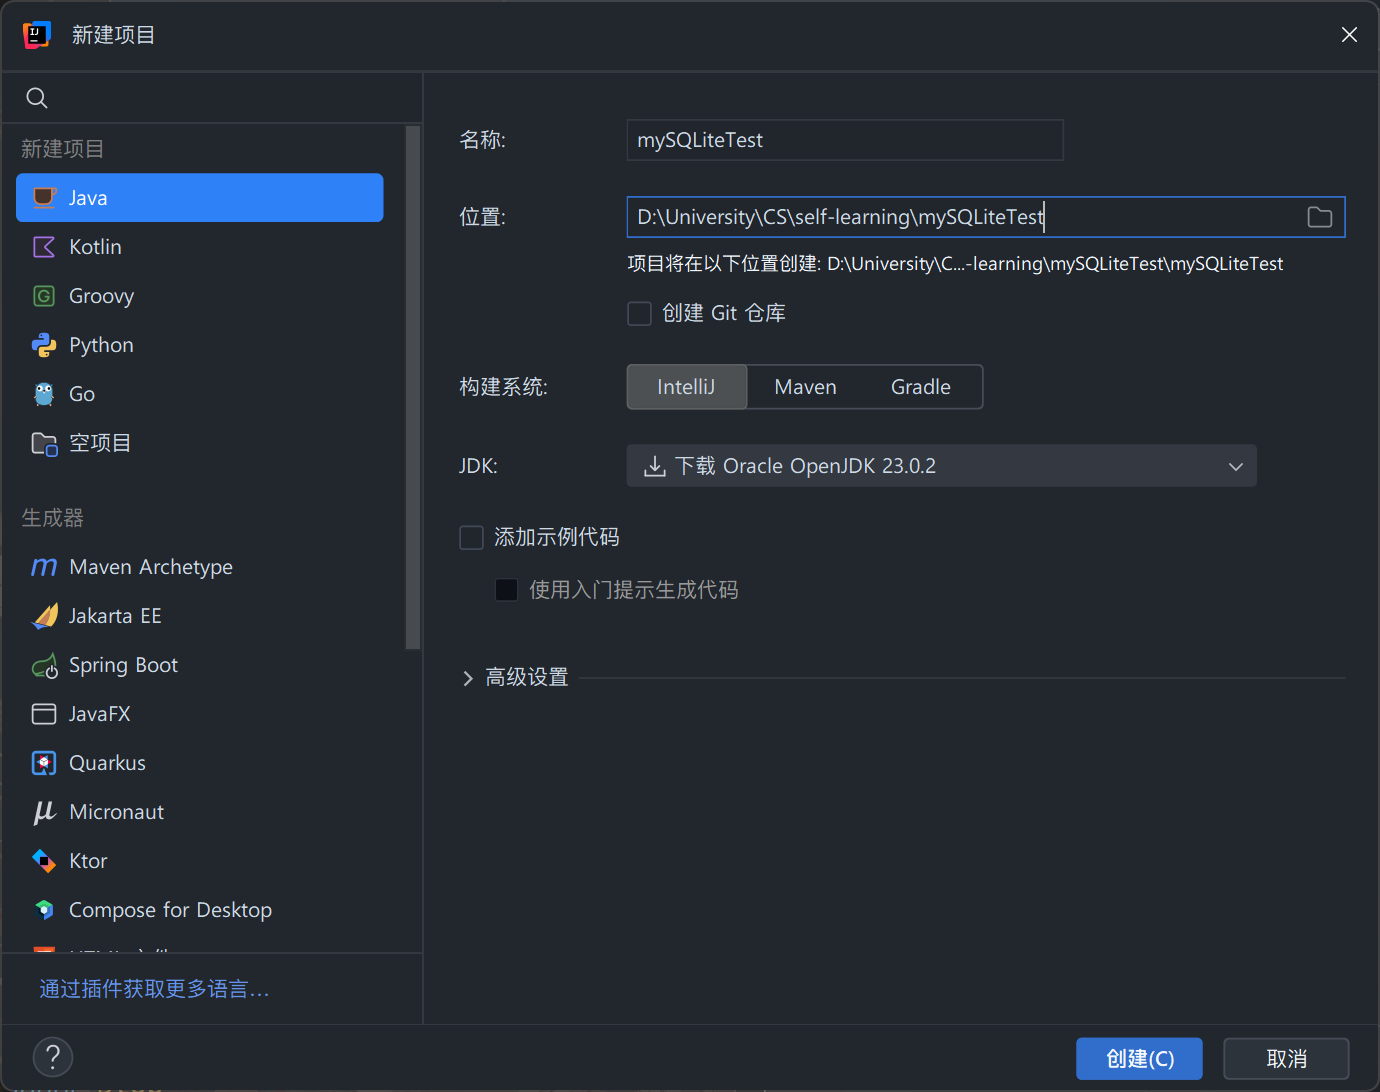 新建项目
新建项目
Java
Kotlin
Groovy
Python
Go
空项目
生成器
Maven Archetype
Jakarta EE
Spring Boot
JavaFX
Quarkus
Micronaut
Ktor
Compose for Desktop
通过插件获取更多语言...
名称: mySQLiteTest
位置: D:\University\CS\self-learning\mySQLiteTest
项目将在以下位置创建: D:\University\C...-learning\mySQLiteTest\mySQLiteTest
创建 Git 仓库
构建系统: IntelliJ Maven Gradle
JDK: 下载 Oracle OpenJDK 23.0.2
添加示例代码
使用入门提示生成代码
高级设置
?
创建(C) 取消